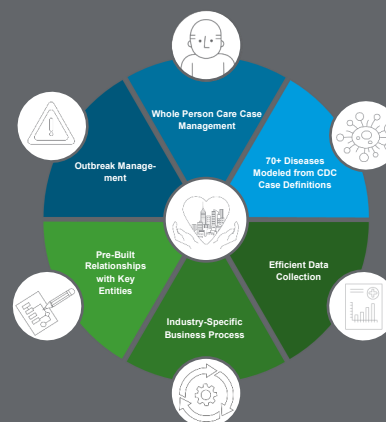 Whole Person Care Case
Management
Outbreak Manage-
ment
70+ Diseases
Modeled from CDC
Case Definitions
Pre-Built
Relationships
with Key
Entities
Efficient Data
Collection
Industry-Specific
Business Process